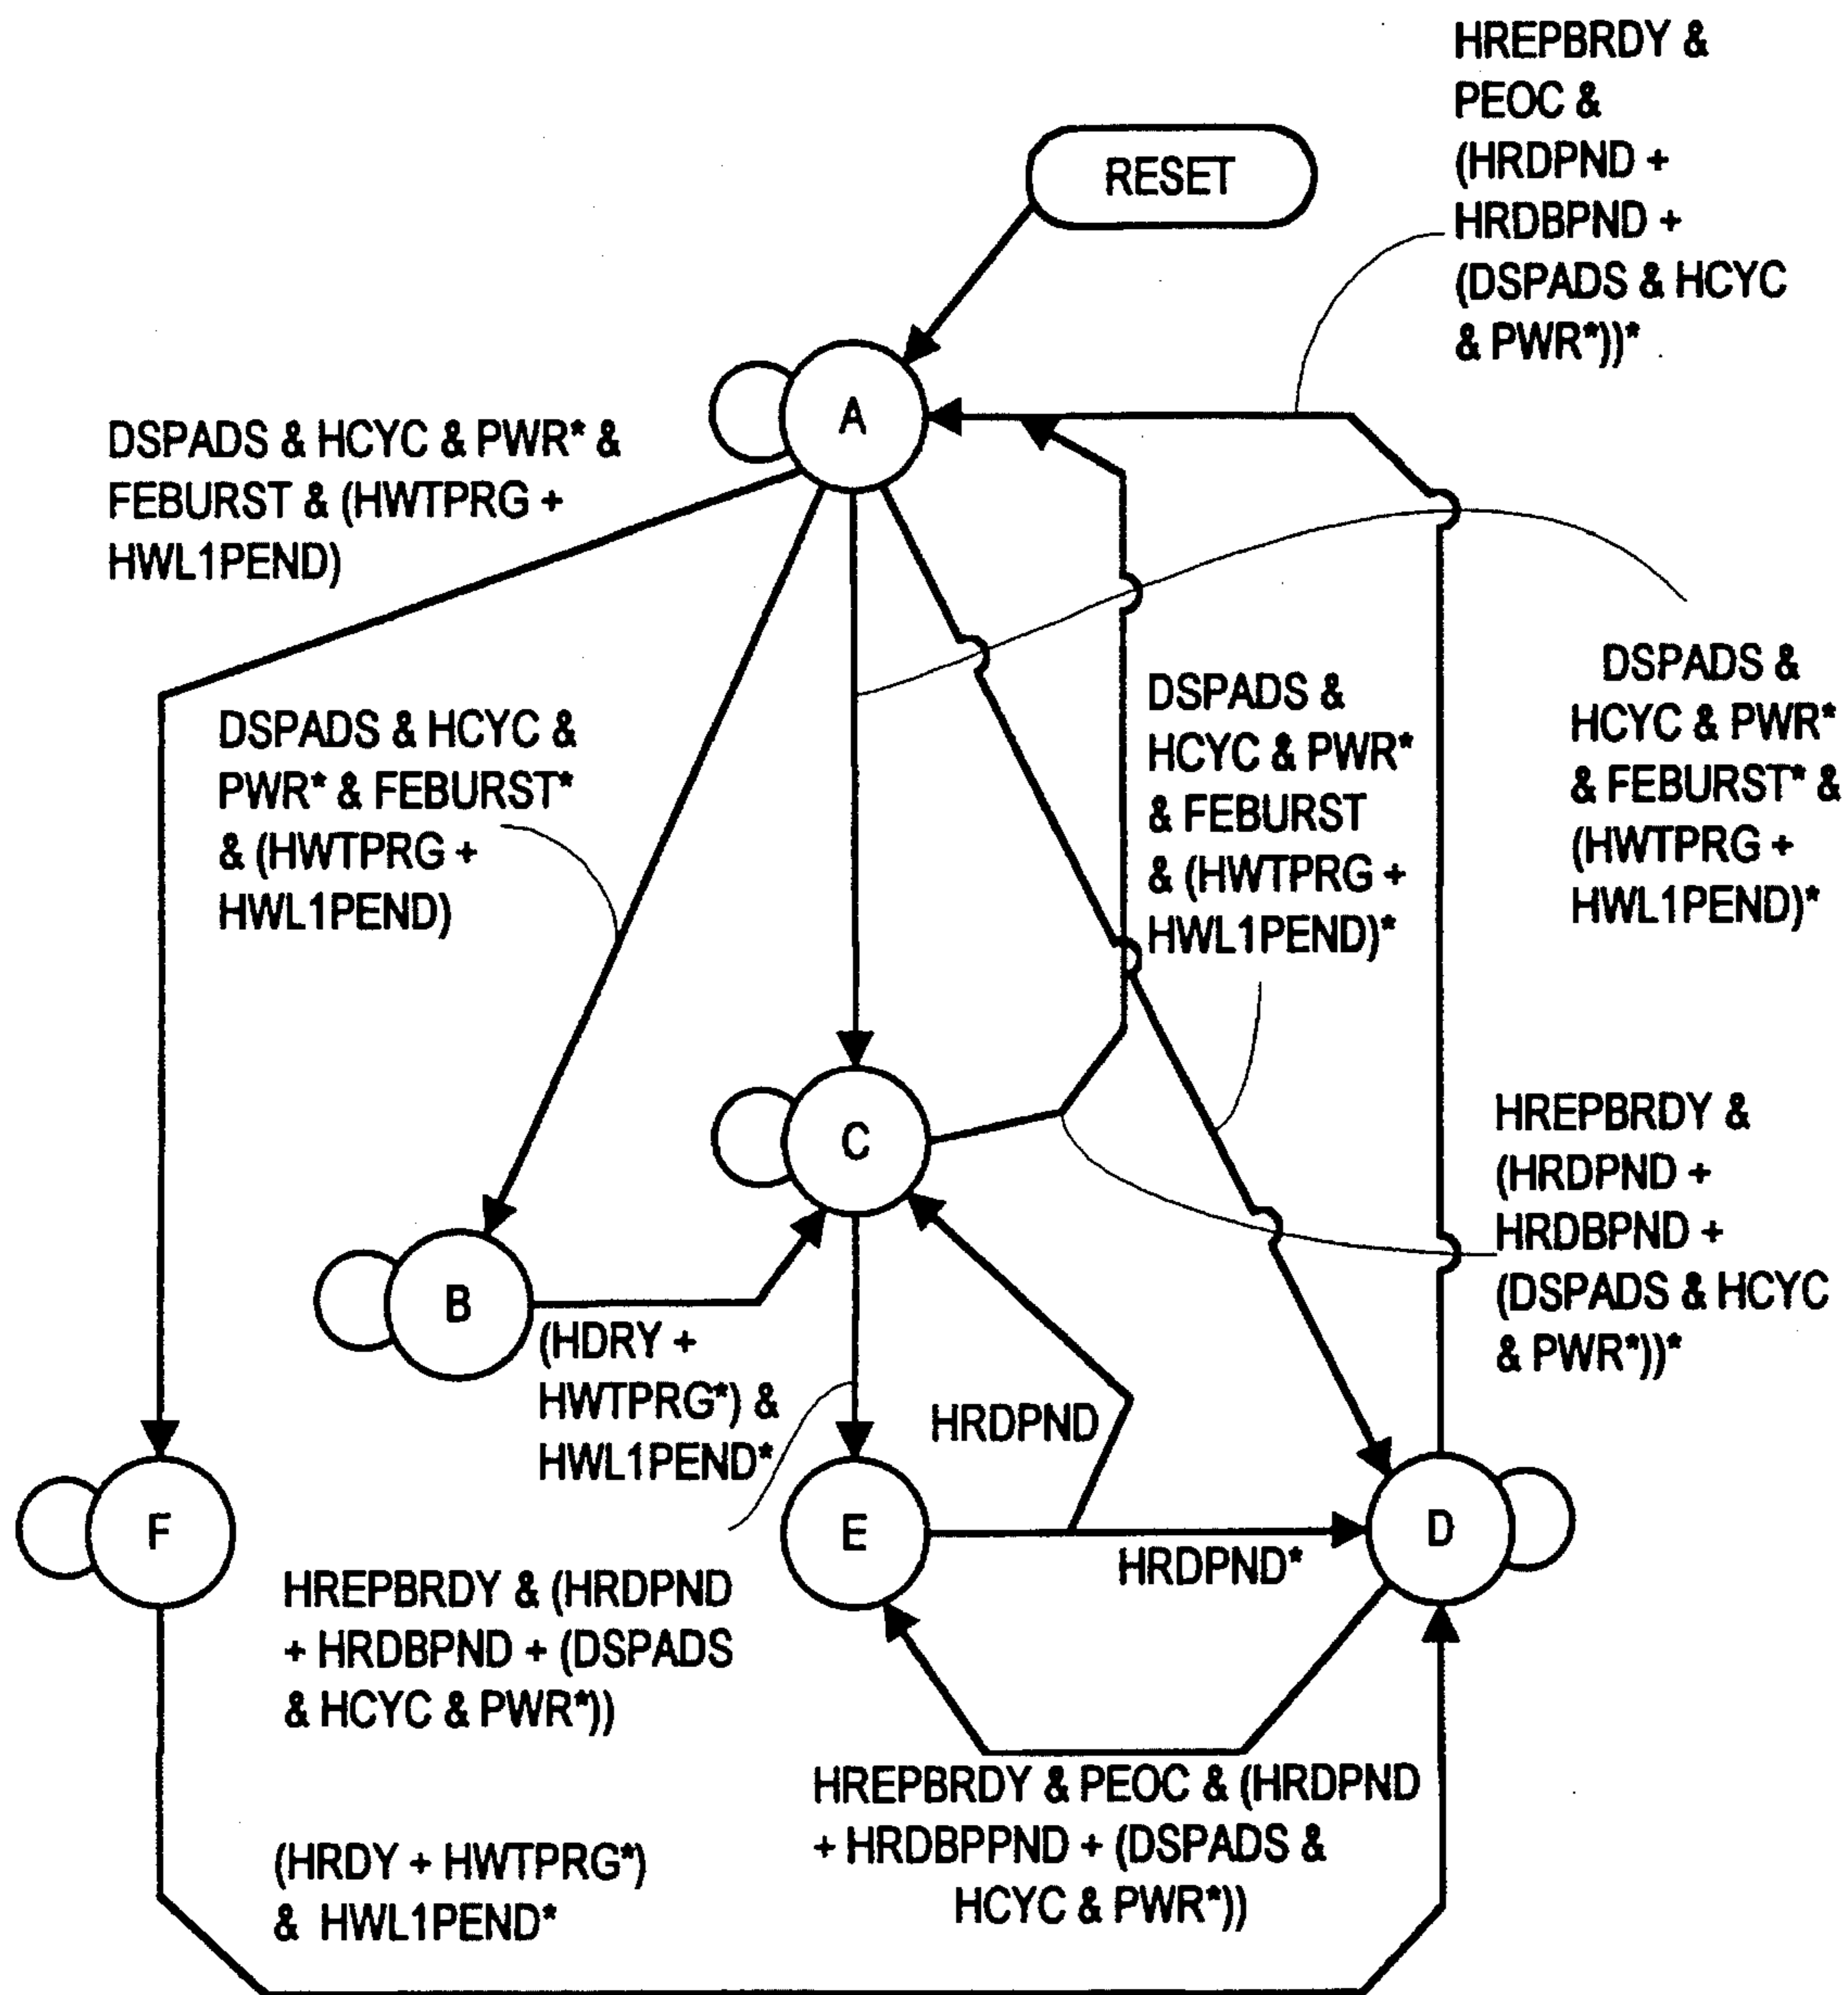 HREPBRDY &
PEOC &
(HRDPND +
HRDBPND +
(DSPADS & HCYC
& PWR*))*
RESET
A
DSPADS & HCYC & PWR* &
FEBURST & (HWTPRG +
HWL1PEND)
DSPADS & HCYC &
PWR* & FEBURST*
& (HWTPRG +
HWL1PEND)
DSPADS &
HCYC & PWR*
& FEBURST
& (HWTPRG +
HWL1PEND)*
DSPADS &
HCYC & PWR*
& FEBURST* &
(HWTPRG +
HWL1PEND)*
C
HREPBRDY &
(HRDPND +
HRDBPND +
(DSPADS & HCYC
& PWR*))*
B
(HDRY +
HWTPRG*) &
HWL1PEND*
HRDPND
F
E
D
HRDPND*
HREPBRDY & (HRDPND
+ HRDBPND + (DSPADS
& HCYC & PWR*))
HREPBRDY & PEOC & (HRDPND
+ HRDBPPND + (DSPADS &
HCYC & PWR*))
(HRDY + HWTPRG*)
& HWL1PEND*